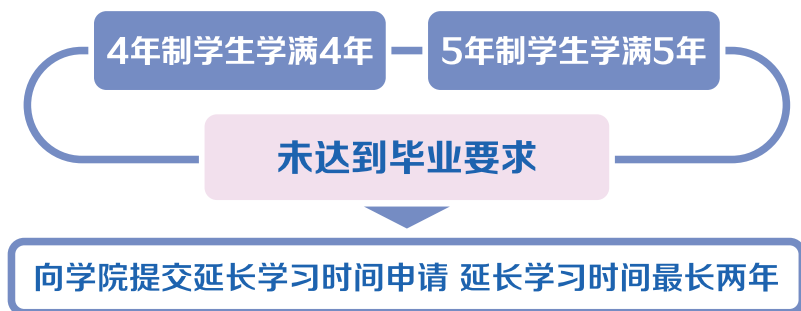 4年制学生学满4年 5年制学生学满5年
未达到毕业要求
向学院提交延长学习时间申请 延长学习时间最长两年